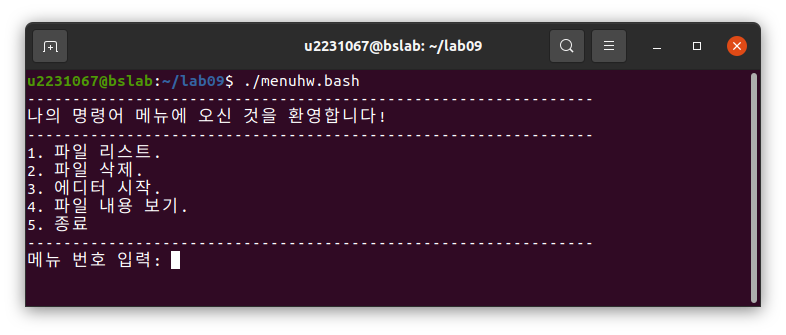 u2231067@bslab: ~/lab09
u2231067@bslab:~/lab09$ ./menuhw.bash
---------------------------------------------------------------
나의 명령어 메뉴에 오신 것을 환영합니다!
---------------------------------------------------------------
1. 파일 리스트.
2. 파일 삭제.
3. 에디터 시작.
4. 파일 내용 보기.
5. 종료
---------------------------------------------------------------
메뉴 번호 입력: